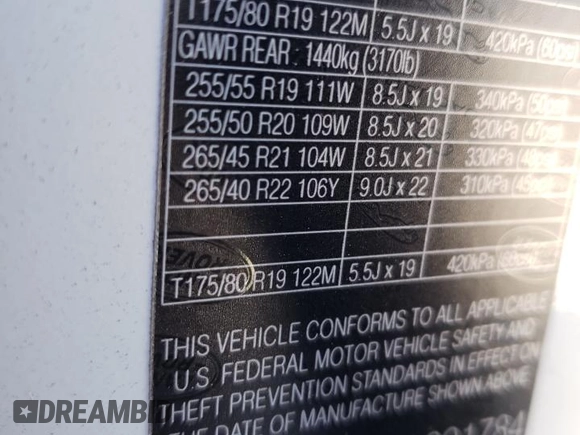 T175/80 R19 122M 5.5J x 19 420kPa
GAWR REAR : 1440kg (3170lb)
255/55 R19 111W 8.5J x 19 340kPa
255/50 R20 109W 8.5J x 20 320kPa
265/45 R21 104W 8.5J x 21 330kPa
265/40 R22 106Y 9.0J x 22 310kPa
T175/80 R19 122M 5.5J x 19 420kPa
THIS VEHICLE CONFORMS TO ALL APPLICABLE
U.S. FEDERAL MOTOR VEHICLE SAFETY AND
THEFT PREVENTION STANDARDS IN EFFECT ON
DATE OF MANUFACTURE SHOWN ABOVE
DREAMBI